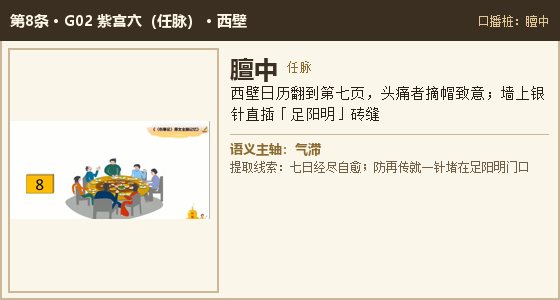 第8条・G02 紫宫六（任脉）・西壁
口播桩：膻中
膻中 任脉
西壁日历翻到第七页，头痛者摘帽致意；墙上银
针直插「足阳明」砖缝
语义主轴：气滞
提取线索：七日经尽自愈；防再传就一针堵在足阳明门口
8